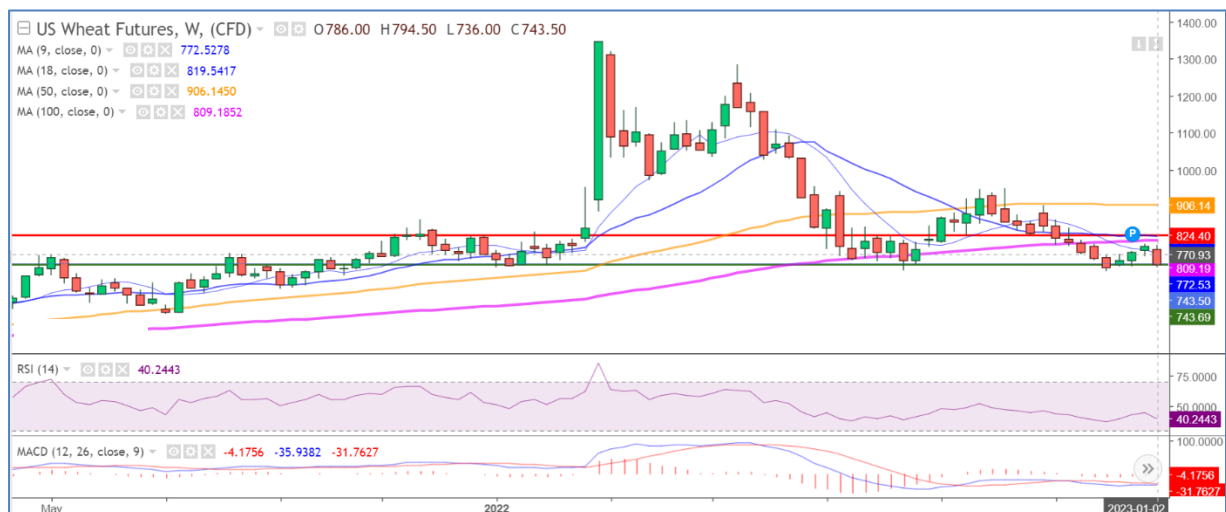 US Wheat Futures, W, (CFD) O786.00 H794.50 L736.00 C743.50
MA (9, close, 0) 772.5278
MA (18, close, 0) 819.5417
MA (50, close, 0) 906.1450
MA (100, close, 0) 809.1852
1400.00
1300.00
1200.00
1100.00
1000.00
906.14
P
824.40
770.93
809.19
772.53
743.50
743.69
RSI (14) 40.2443
75.0000
50.0000
40.2443
MACD (12, 26, close, 9) -4.1756 -35.9382 -31.7627
100.0000
-4.1756
-31.7627
May 2022 2023-01-02